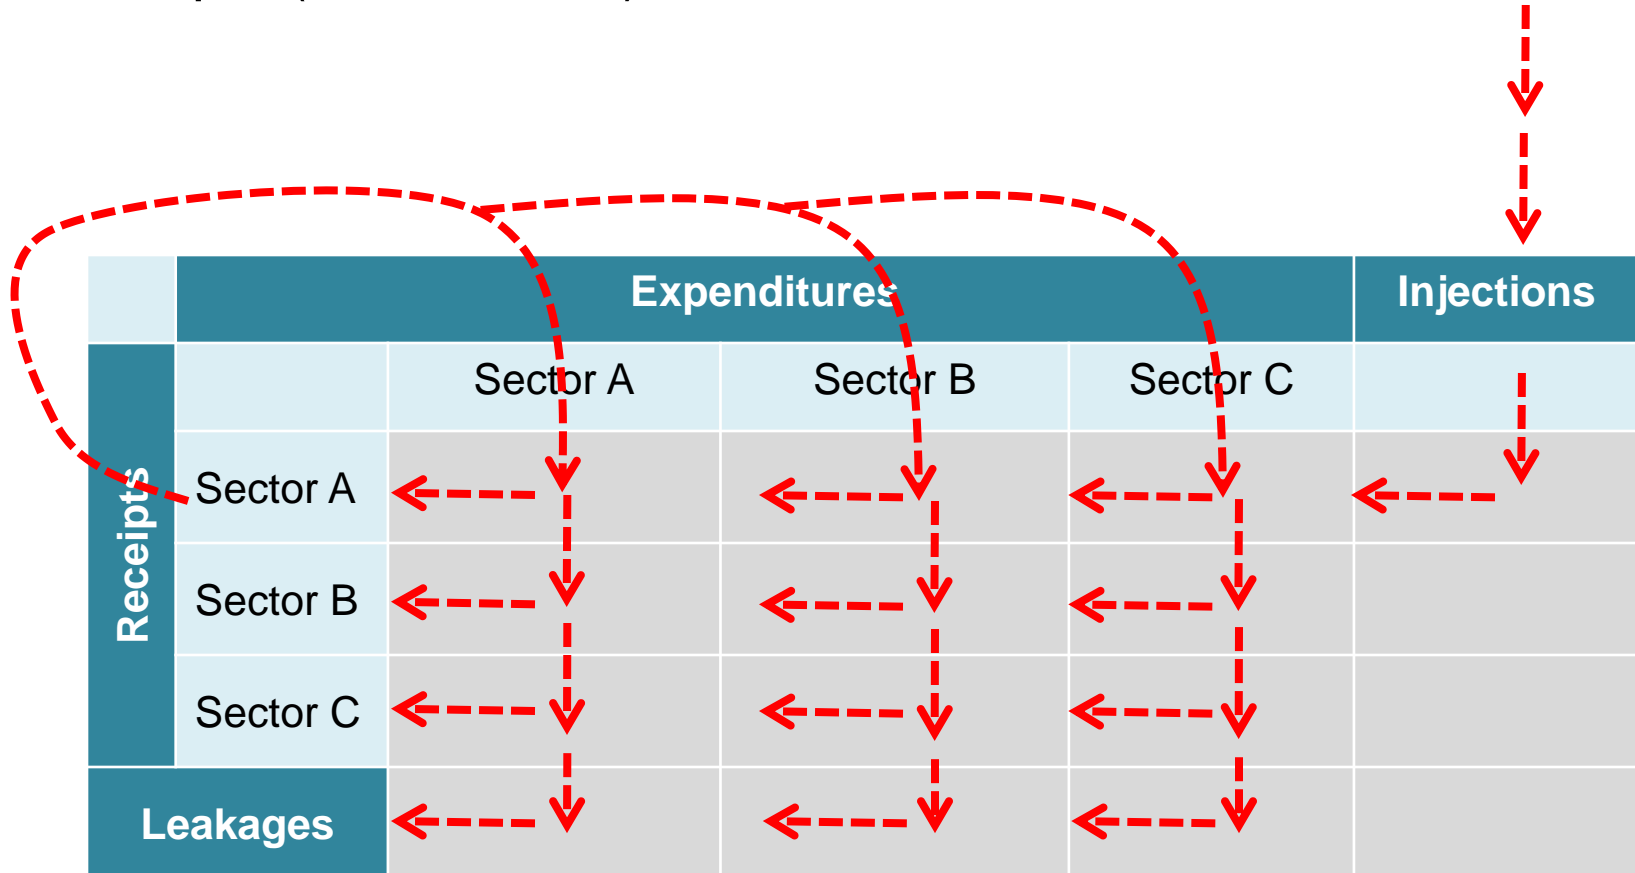 Expenditures
Injections
Receipts
Sector A
Sector B
Sector C
Sector A
Sector B
Sector C
Leakages